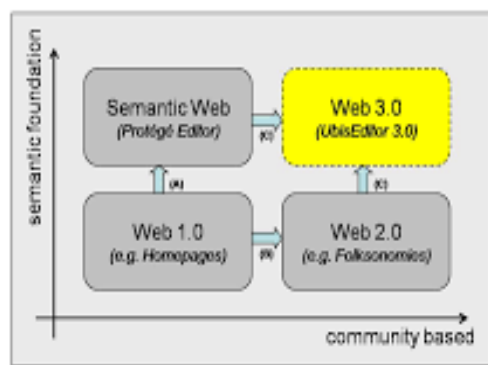 semantic foundation
Semantic Web
(Protégé Editor)
(C)
Web 3.0
(UbisEditor 3.0)
(A)
(C)
Web 1.0
(e.g. Homepages)
(B)
Web 2.0
(e.g. Folksonomies)
community based